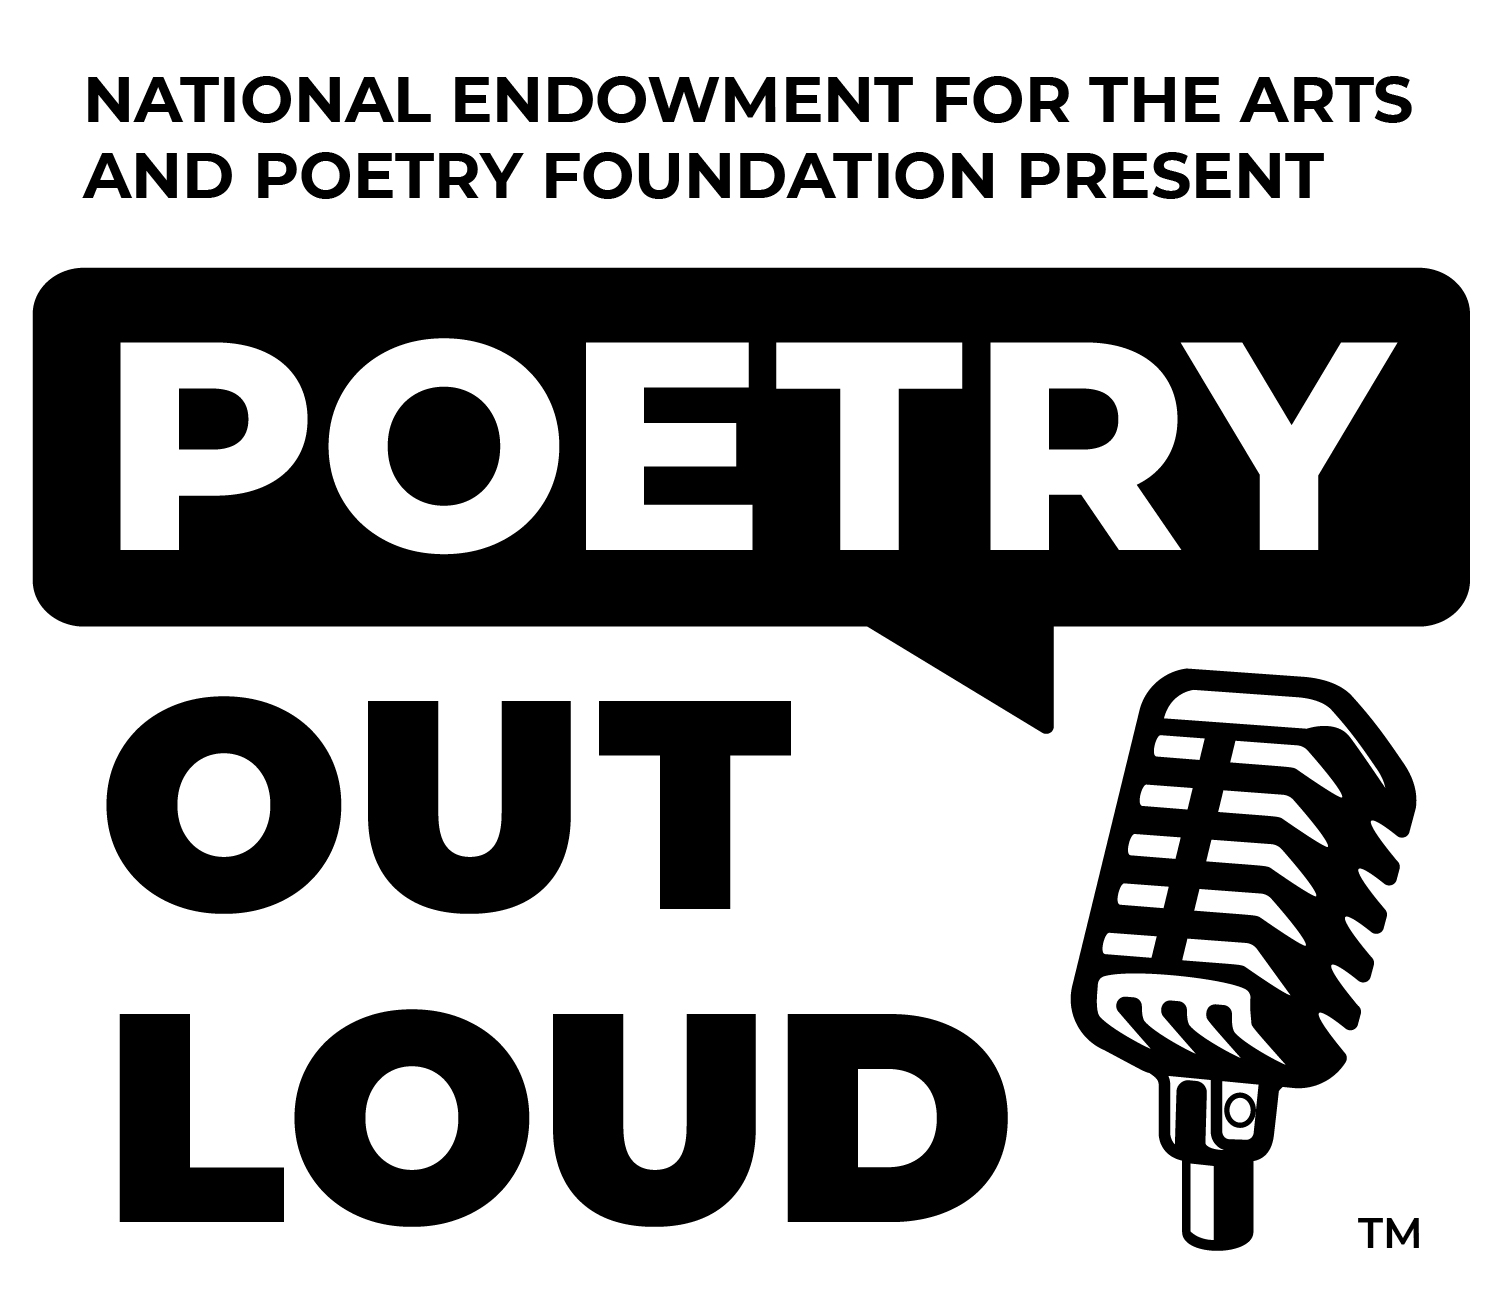 NATIONAL ENDOWMENT FOR THE ARTS
AND POETRY FOUNDATION PRESENT
POETRY
OUT
LOUD
TM